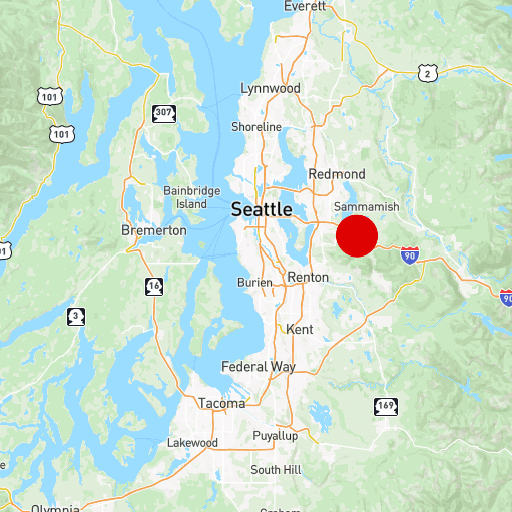 Everett
2
Lynnwood
101
307
Shoreline
101
Redmond
Bainbridge
Island
Sammamish
Seattle
Bremerton
101
90
Burien
Renton
16
90
3
Kent
Federal Way
Tacoma
169
Lakewood
Puyallup
South Hill
Olympia